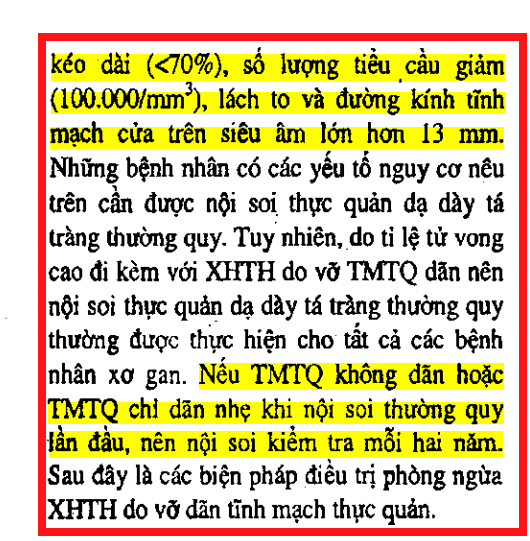 kéo dài (<70%), số lượng tiểu cầu giảm
(100.000/mm³), lách to và đường kính tĩnh
mạch cửa trên siêu âm lớn hơn 13 mm.
Những bệnh nhân có các yếu tố nguy cơ nêu
trên cần được nội soi thực quản dạ dày tá
tràng thường quy. Tuy nhiên, do tỉ lệ tử vong
cao đi kèm với XHTH do vỡ TMTQ dãn nên
nội soi thực quản dạ dày tá tràng thường quy
thường được thực hiện cho tất cả các bệnh
nhân xơ gan. Nếu TMTQ không dãn hoặc
TMTQ chỉ dãn nhẹ khi nội soi thường quy
lần đầu, nên nội soi kiểm tra mỗi hai năm.
Sau đây là các biện pháp điều trị phòng ngừa
XHTH do vỡ dãn tĩnh mạch thực quản.